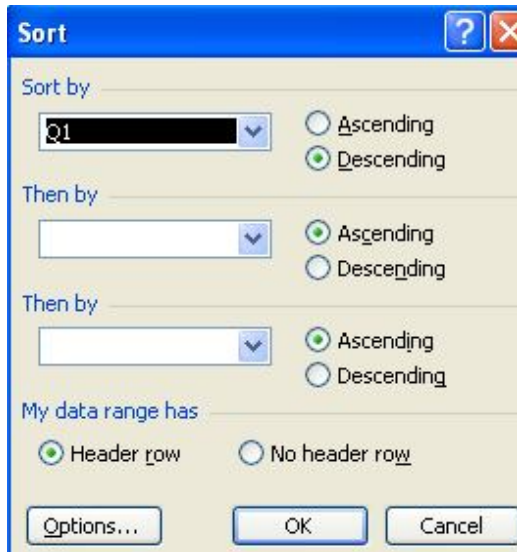 Sort
?
Sort by
Q1
Ascending
Descending
Then by
Ascending
Descending
Then by
Ascending
Descending
My data range has
Header row
No header row
Options...
OK
Cancel